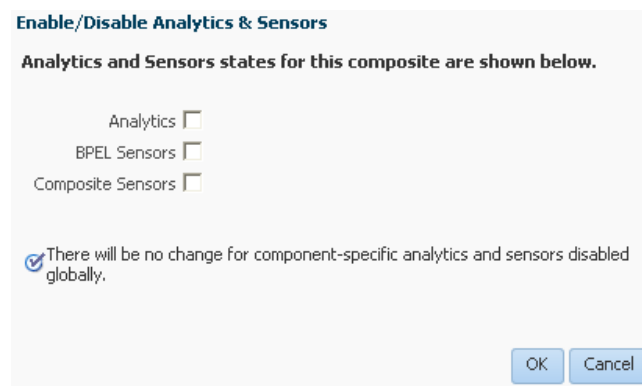 Enable/Disable Analytics & Sensors
Analytics and Sensors states for this composite are shown below.
Analytics
BPEL Sensors
Composite Sensors
There will be no change for component-specific analytics and sensors disabled
globally.
OK Cancel